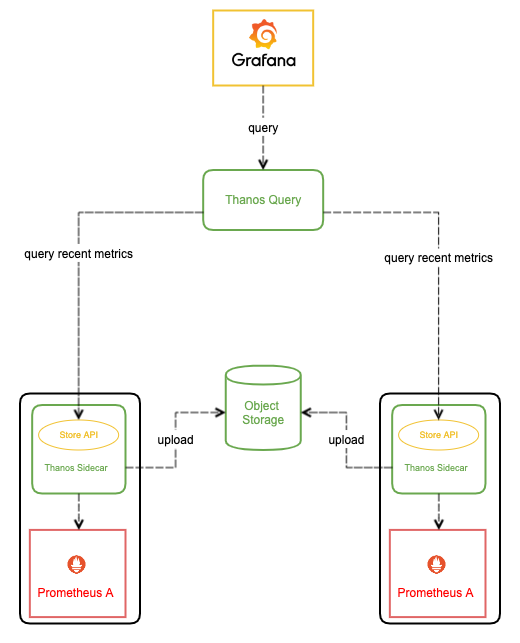 Grafana
query
Thanos Query
query recent metrics
query recent metrics
Object
Storage
upload
upload
Store API
Thanos Sidecar
Store API
Thanos Sidecar
Prometheus A
Prometheus A